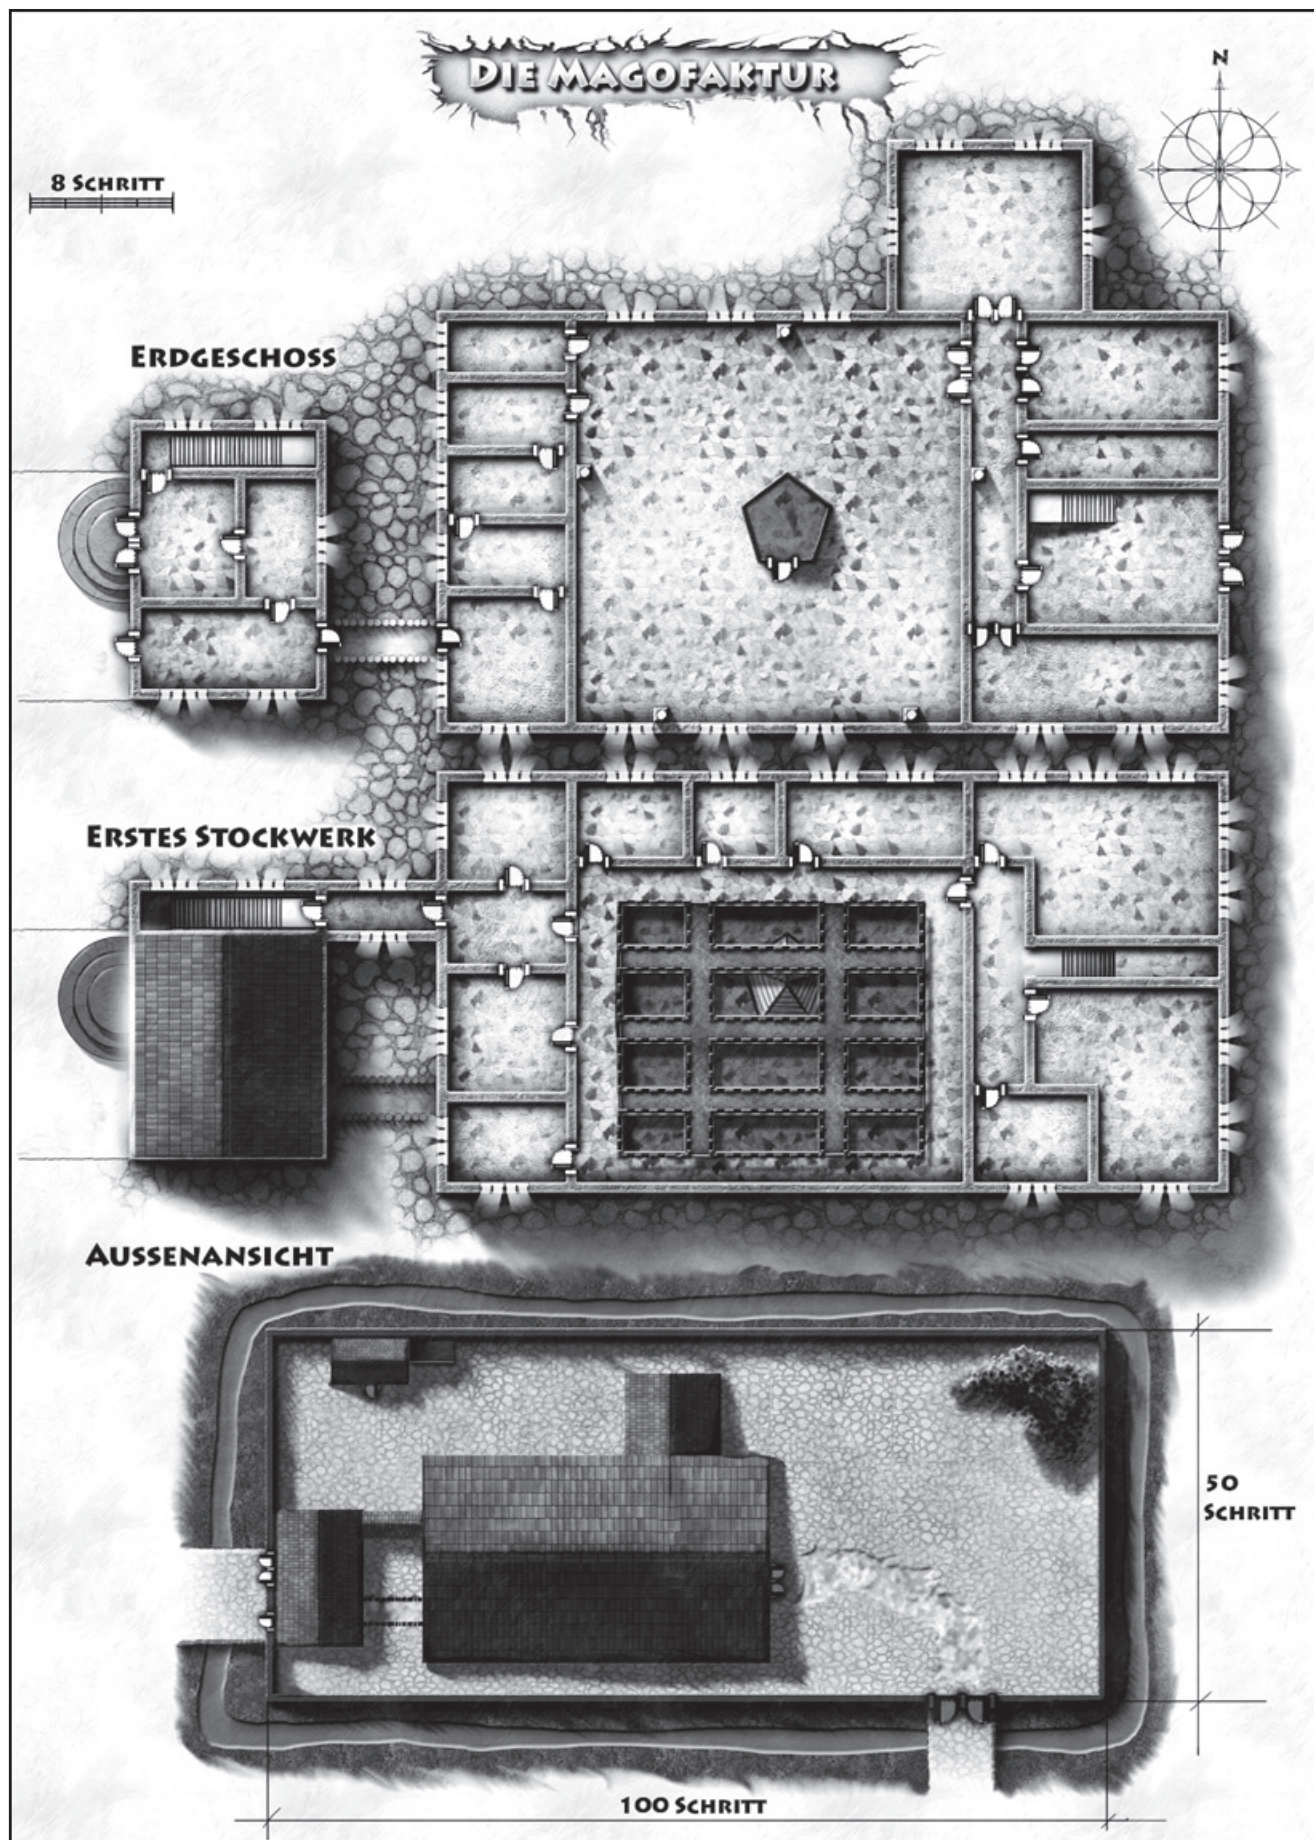 DIE MAGOFAKTUR
N
8 SCHRITT
ERDGESCHOSS
ERSTES STOCKWERK
AUSSENANSICHT
50
SCHRITT
100 SCHRITT